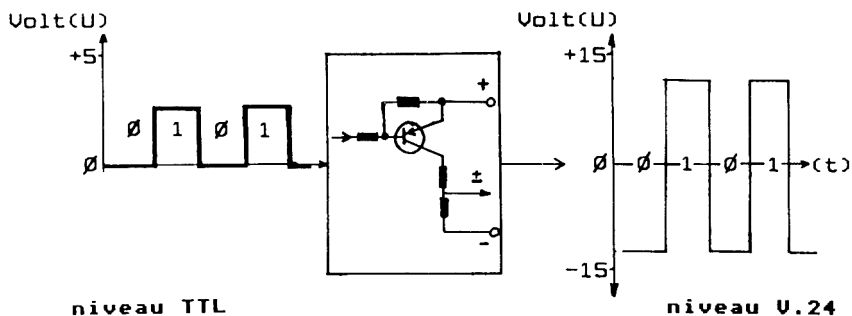 Volt(U)
+5
Ø
Ø 1 Ø 1
+
±
-
niveau TTL
Volt(U)
+15
Ø Ø 1 Ø 1 (t)
-15
niveau V.24